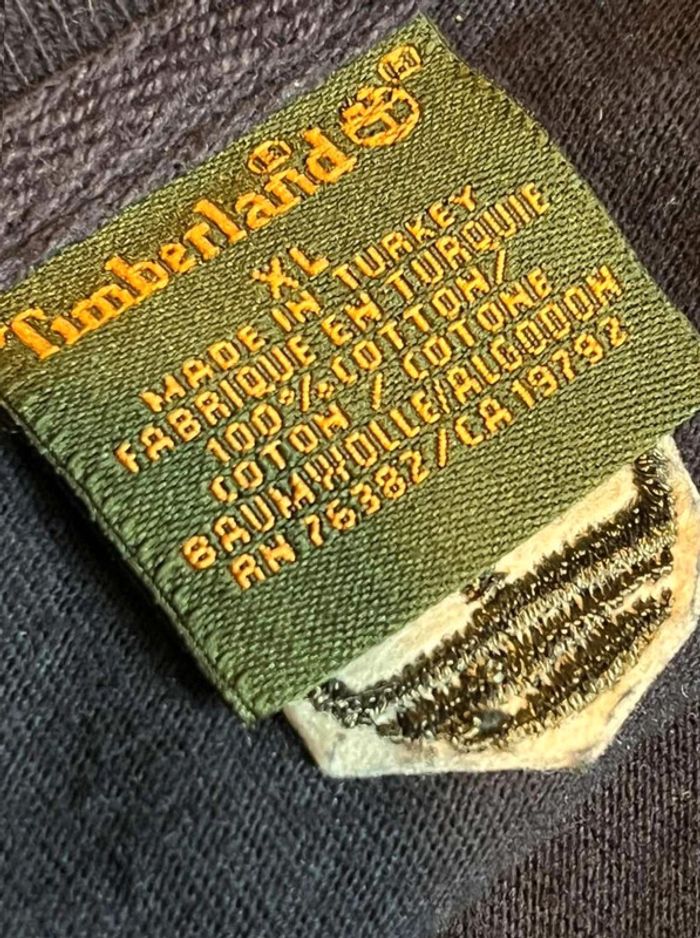 Timberland ®
XL
MADE IN TURKEY
FABRIQUE EN TURQUIE
100% COTTON/
COTON / COTONE
BAUMWOLLE/ALGODON
RN 76382/CA 19792